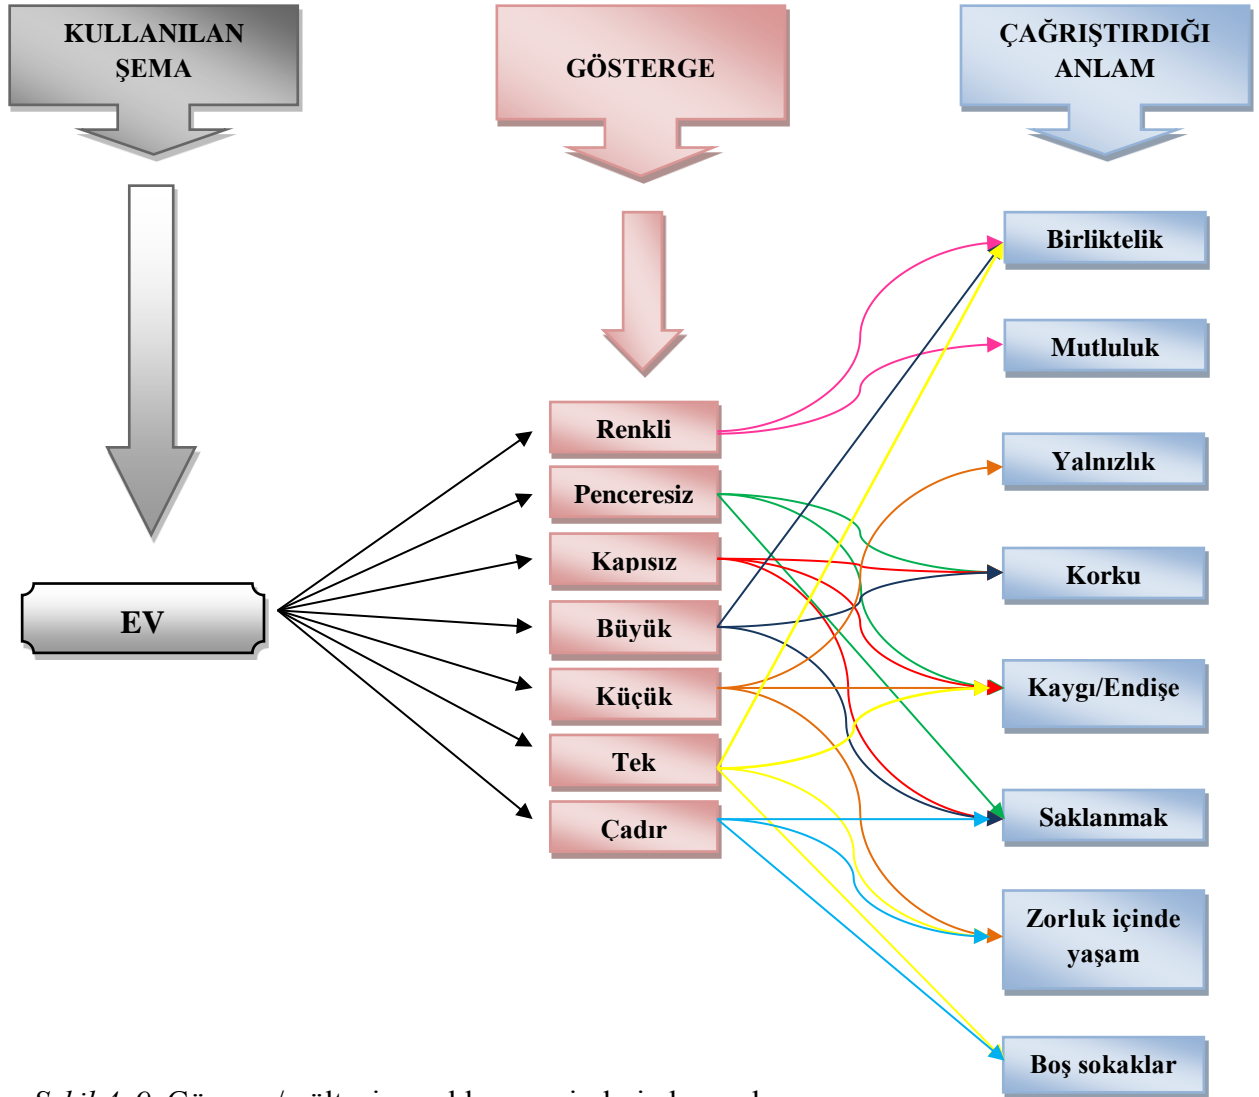 KULLANILAN
ŞEMA
GÖSTERGE
ÇAĞRIŞTIRDIĞI
ANLAM
EV
Renkli
Penceresiz
Kapısız
Büyük
Küçük
Tek
Çadır
Birliktelik
Mutluluk
Yalnızlık
Korku
Kaygı/Endişe
Saklanmak
Zorluk içinde
yaşam
Boş sokaklar